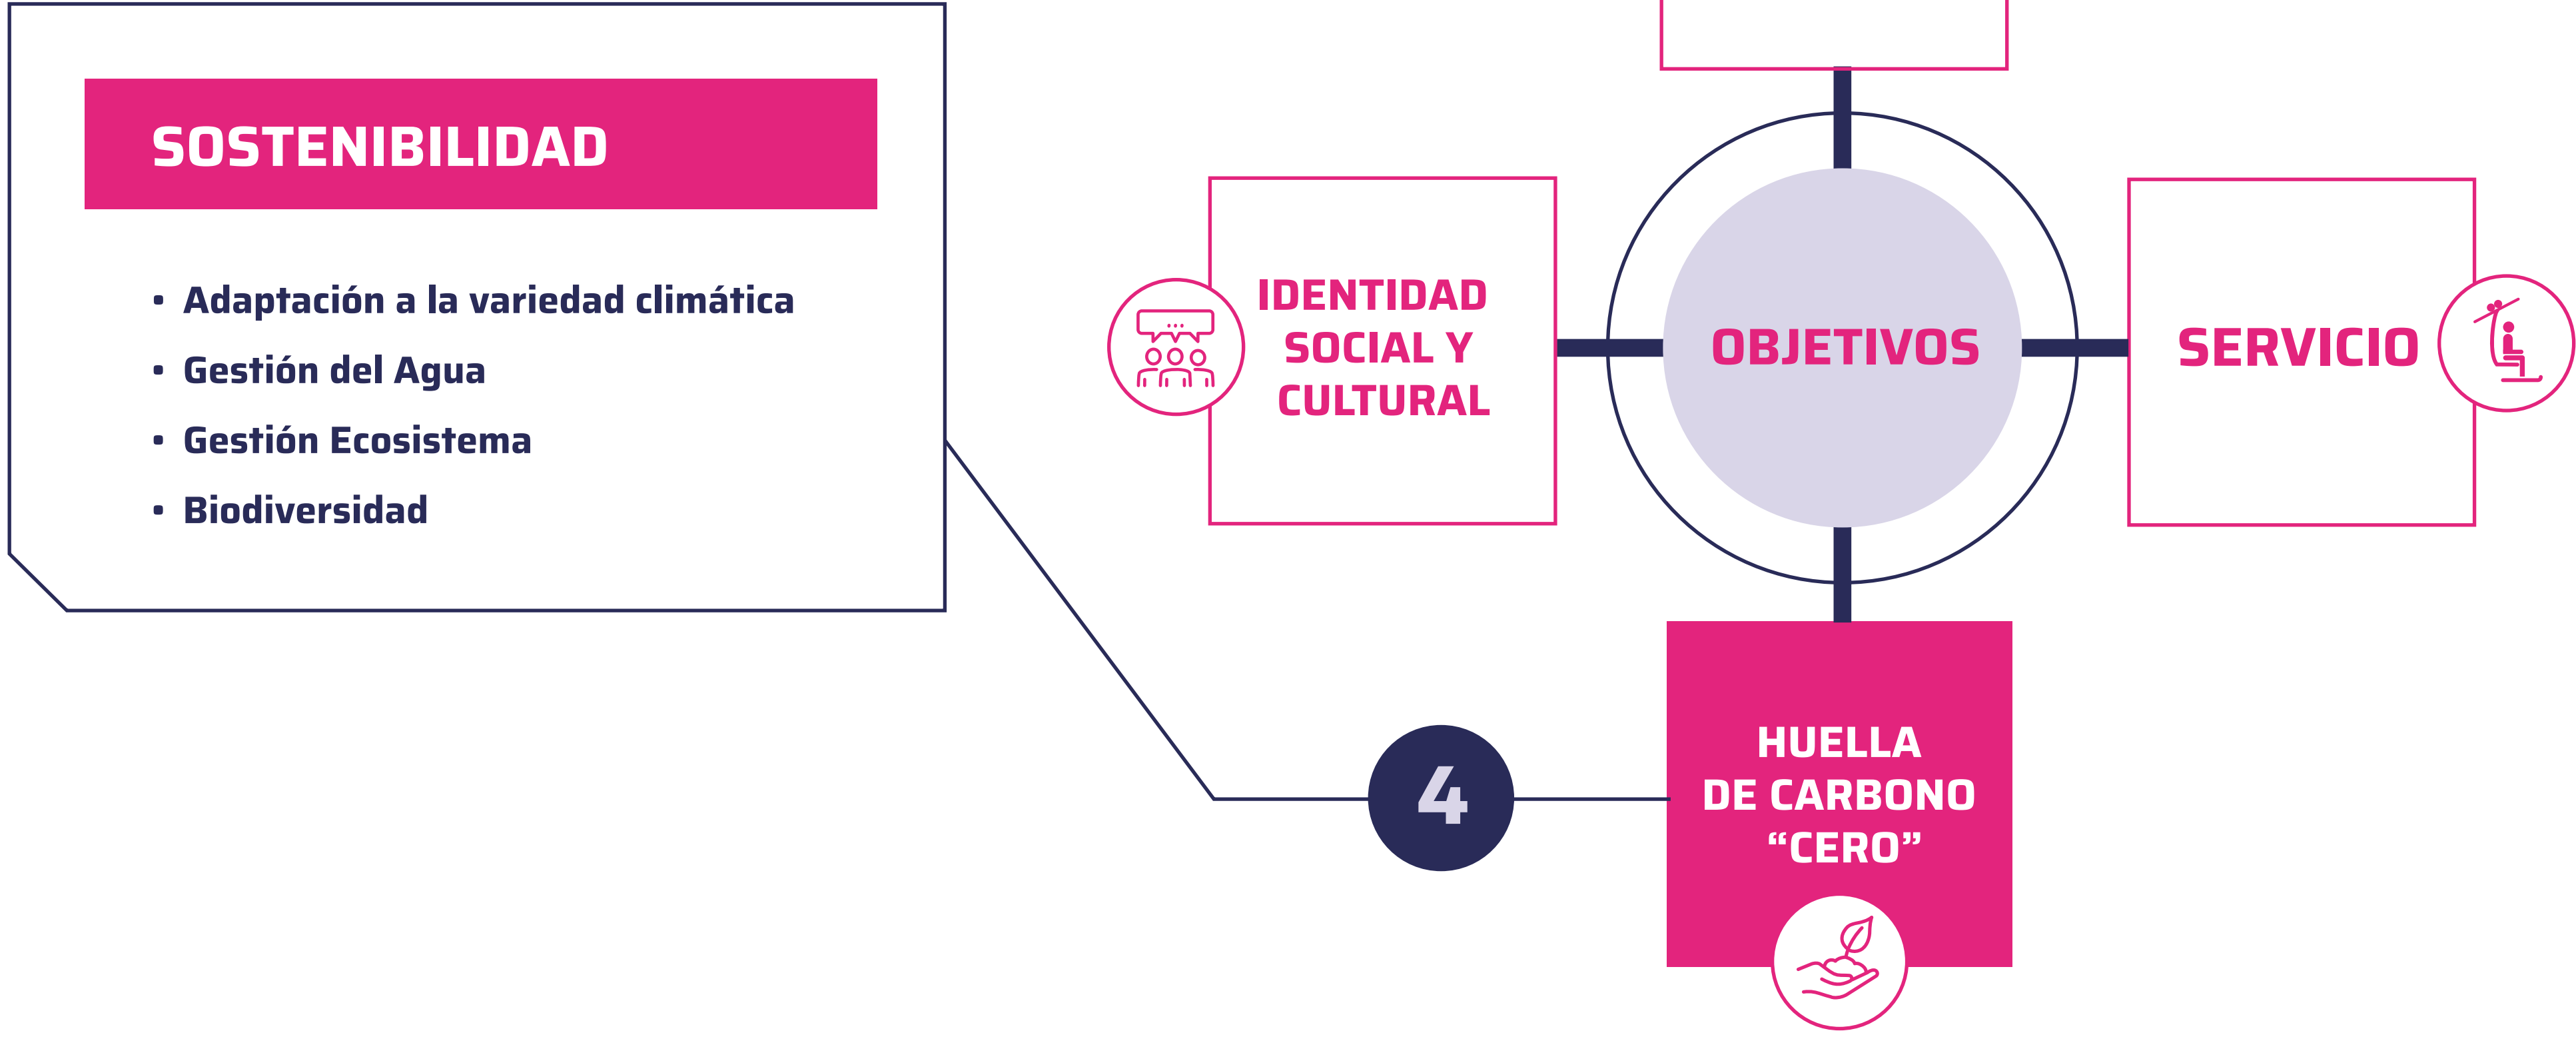 SOSTENIBILIDAD
• Adaptación a la variedad climática
• Gestión del Agua
• Gestión Ecosistema
• Biodiversidad
IDENTIDAD
SOCIAL Y
CULTURAL
OBJETIVOS
SERVICIO
4
HUELLA
DE CARBONO
“CERO”